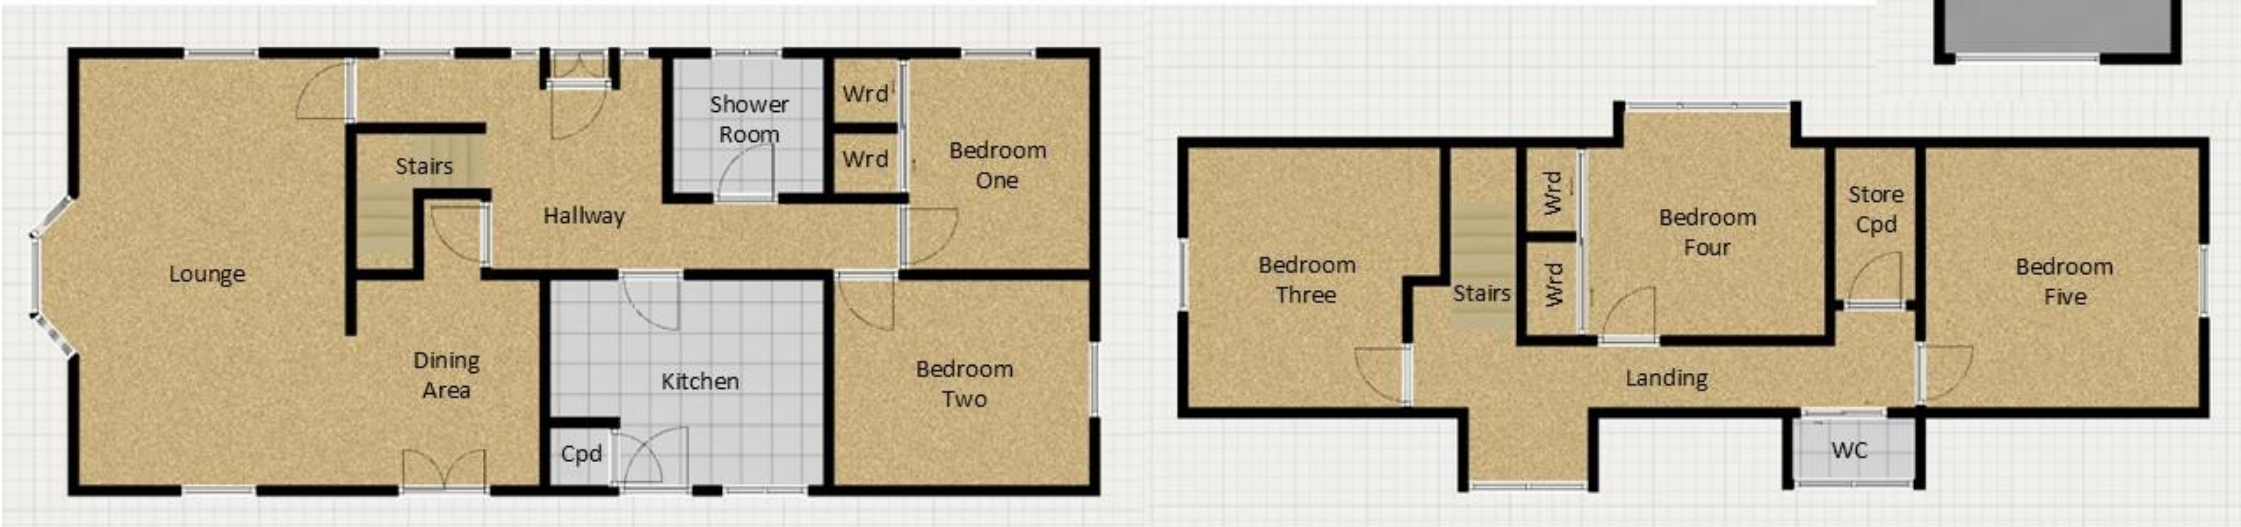 Wrd
Shower
Room
Wrd
Bedroom
One
Stairs
Hallway
Lounge
Dining
Area
Kitchen
Bedroom
Two
Cpd
Wrd
Store
Cpd
Bedroom
Four
Bedroom
Three
Wrd
Stairs
Bedroom
Five
Landing
WC